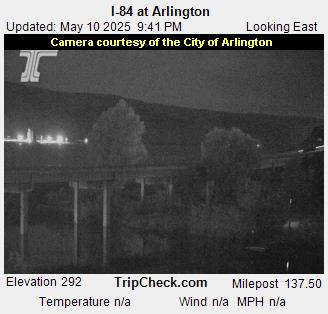 I-84 at Arlington
Updated: May 10 2025 9:41 PM Looking East
Camera courtesy of the City of Arlington
Elevation 292 TripCheck.com Milepost 137.50
Temperature n/a Wind n/a MPH n/a